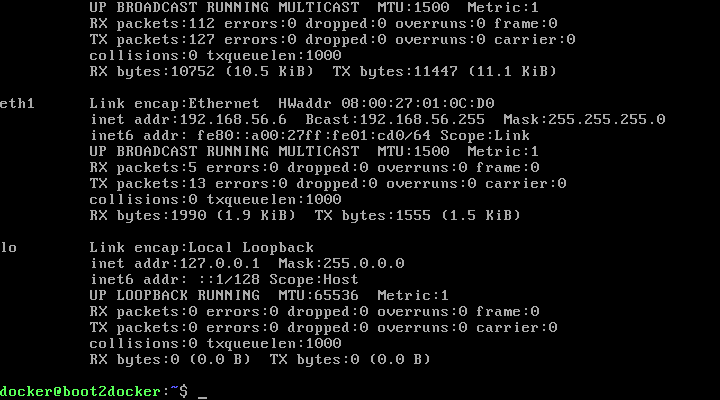 UP BROADCAST RUNNING MULTICAST  MTU:1500  Metric:1
RX packets:112 errors:0 dropped:0 overruns:0 frame:0
TX packets:127 errors:0 dropped:0 overruns:0 carrier:0
collisions:0 txqueuelen:1000
RX bytes:10752 (10.5 KiB)  TX bytes:11447 (11.1 KiB)
eth1      Link encap:Ethernet  HWaddr 08:00:27:01:0C:D0
inet addr:192.168.56.6  Bcast:192.168.56.255  Mask:255.255.255.0
inet6 addr: fe80::a00:27ff:fe01:cd0/64 Scope:Link
UP BROADCAST RUNNING MULTICAST  MTU:1500  Metric:1
RX packets:5 errors:0 dropped:0 overruns:0 frame:0
TX packets:13 errors:0 dropped:0 overruns:0 carrier:0
collisions:0 txqueuelen:1000
RX bytes:1990 (1.9 KiB)  TX bytes:1555 (1.5 KiB)
lo        Link encap:Local Loopback
inet addr:127.0.0.1  Mask:255.0.0.0
inet6 addr: ::1/128 Scope:Host
UP LOOPBACK RUNNING  MTU:65536  Metric:1
RX packets:0 errors:0 dropped:0 overruns:0 frame:0
TX packets:0 errors:0 dropped:0 overruns:0 carrier:0
collisions:0 txqueuelen:1000
RX bytes:0 (0.0 B)  TX bytes:0 (0.0 B)
docker@boot2docker:~$ _